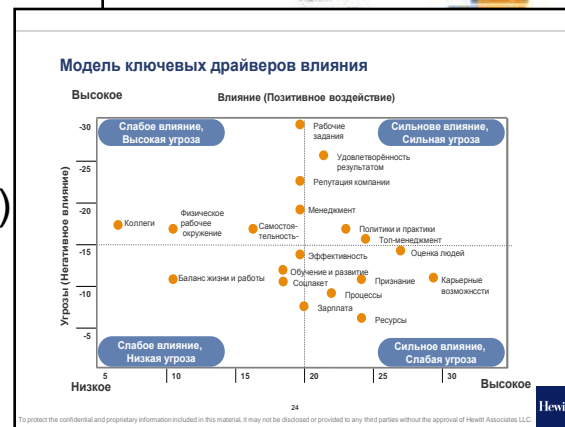 )
Модель ключевых драйверов влияния
Высокое
Влияние (Позитивное воздействие)
Слабое влияние,
Высокая угроза
Сильнове влияние,
Сильная угроза
Угрозы (Негативное влияние)
-30
-25
-20
-15
-10
-5
Рабочие
задания
Удовлетворённость
результатом
Репутация компании
Менеджмент
Коллеги
Физическое
рабочее
окружение
Самостоя-
тельность-
Политики и практики
Топ-менеджмент
Оценка людей
Эффективность
Обучение и развитие
Соцпакет
Баланс жизни и работы
Признание
Карьерные
возможнссти
Процессы
Зарплата
Ресурсы
Слабое влияние,
Низкая угроза
Сильное влияние,
Слабая угроза
5
10
15
20
25
30
Низкое
Высокое
24
To protect the confidential and proprietary information included in this material, it may not be disclosed or provided to any third parties without the approval of Hewitt Associates LLC.